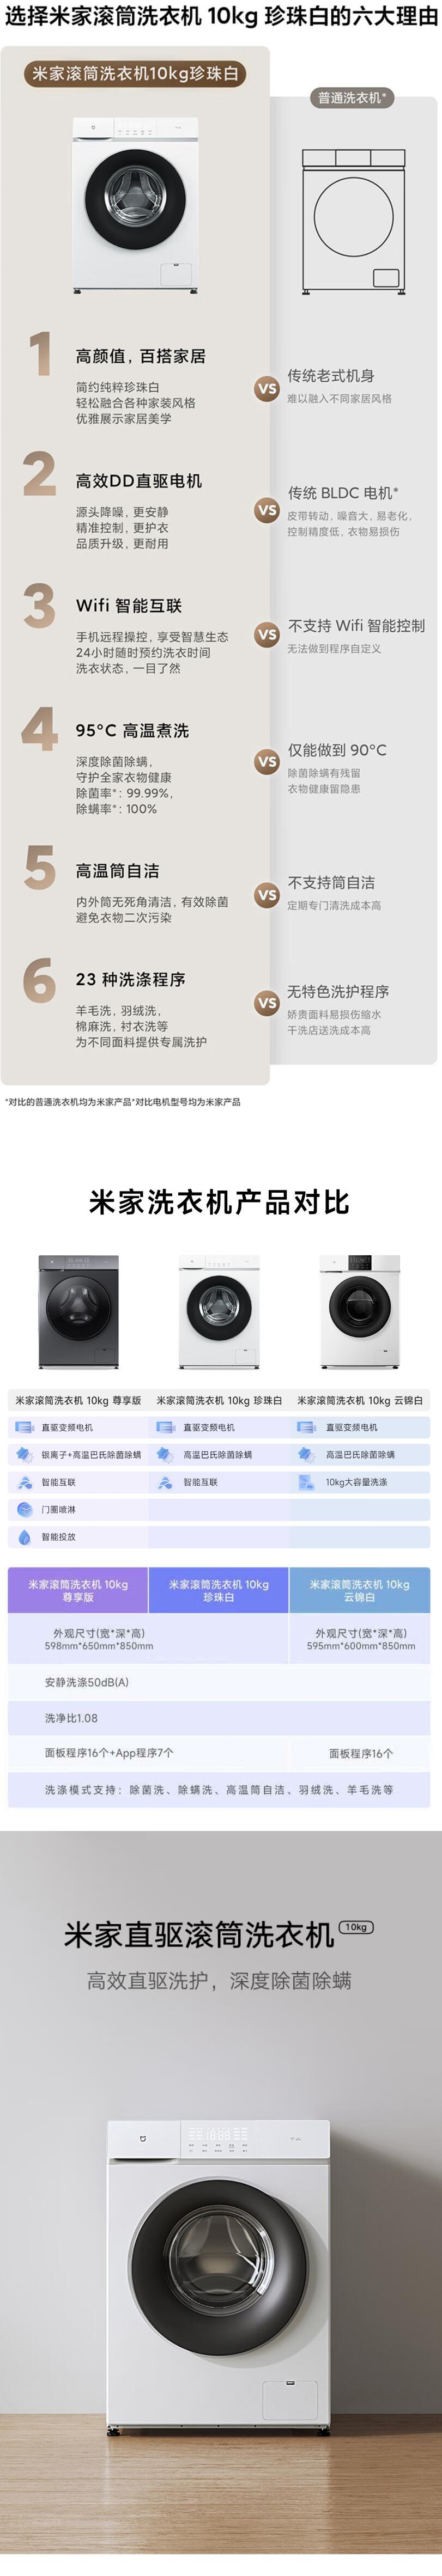 选择米家滚筒洗衣机 10kg 珍珠白的六大理由
米家滚筒洗衣机10kg珍珠白
普通洗衣机*
1
高颜值，百搭家居
简约纯粹珍珠白
轻松融合各种家装风格
优雅展示家居美学
VS
传统老式机身
难以融入不同家居风格
2
高效DD直驱电机
源头降噪，更安静
精准控制，更护衣
品质升级，更耐用
VS
传统 BLDC 电机*
皮带转动，噪音大，易老化，
控制精度低，衣物易损伤
3
Wifi 智能互联
手机远程操控，享受智慧生态
24小时随时预约洗衣时间
洗衣状态，一目了然
VS
不支持 Wifi 智能控制
无法做到程序自定义
4
95°C 高温煮洗
深度除菌除螨，
守护全家衣物健康
除菌率*：99.99%，
除螨率*：100%
VS
仅能做到 90°C
除菌除螨有残留
衣物健康留隐患
5
高温筒自洁
内外筒无死角清洁，有效除菌
避免衣物二次污染
VS
不支持筒自洁
定期专门清洗成本高
6
23 种洗涤程序
羊毛洗，羽绒洗，
棉麻洗，衬衣洗等
为不同面料提供专属洗护
VS
无特色洗护程序
娇贵面料易损伤缩水
干洗店送洗成本高
*对比的普通洗衣机均为米家产品*对比电机型号均为米家产品
米家洗衣机产品对比
米家滚筒洗衣机 10kg 尊享版 米家滚筒洗衣机 10kg 珍珠白 米家滚筒洗衣机 10kg 云锦白
直驱变频电机 直驱变频电机 直驱变频电机
银离子+高温巴氏除菌除螨 高温巴氏除菌除螨 高温巴氏除菌除螨
智能互联 智能互联 10kg大容量洗涤
门圈喷淋
智能投放
米家滚筒洗衣机 10kg 米家滚筒洗衣机 10kg 米家滚筒洗衣机 10kg
尊享版 珍珠白 云锦白
外观尺寸(宽*深*高) 外观尺寸(宽*深*高)
598mm*650mm*850mm 595mm*600mm*850mm
安静洗涤50dB(A)
洗净比1.08
面板程序16个+App程序7个 面板程序16个
洗涤模式支持：除菌洗、除螨洗、高温筒自洁、羽绒洗、羊毛洗等
米家直驱滚筒洗衣机 10kg
高效直驱洗护，深度除菌除螨